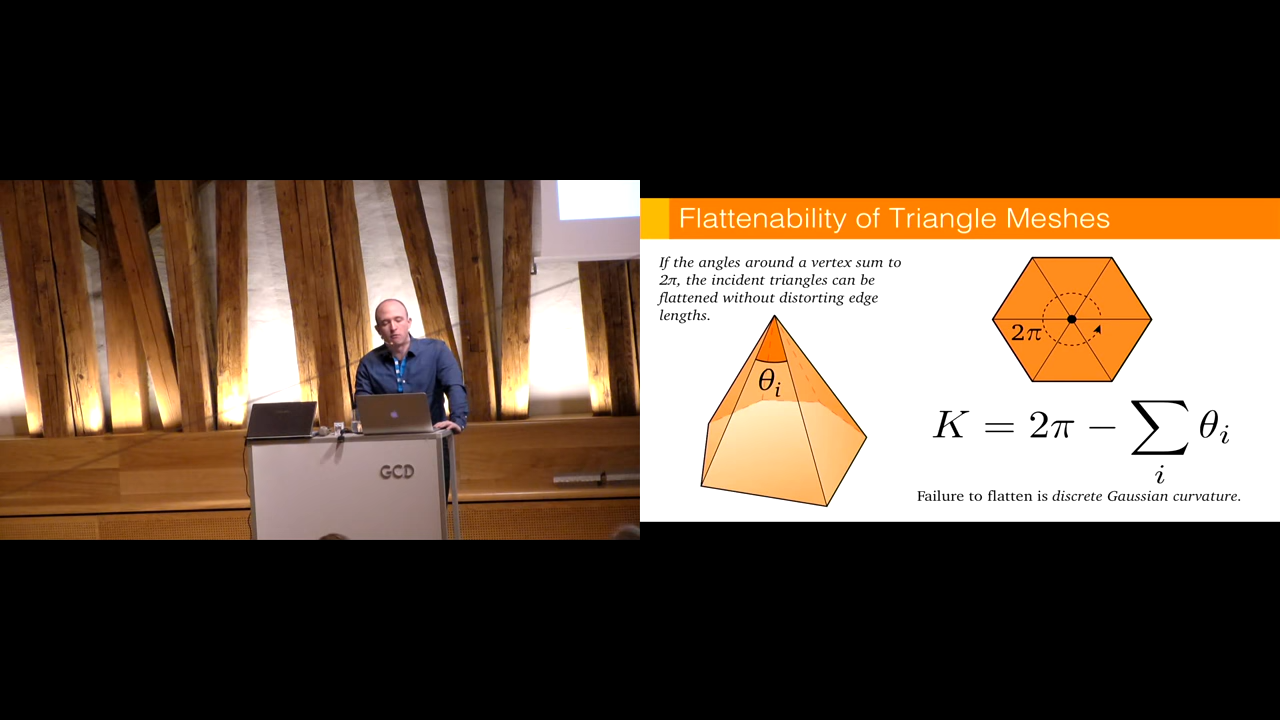 Flattenability of Triangle Meshes
If the angles around a vertex sum to
2π, the incident triangles can be
flattened without distorting edge
lengths.
θi
2π
K = 2π − ∑i θi
Failure to flatten is discrete Gaussian curvature.
GCD